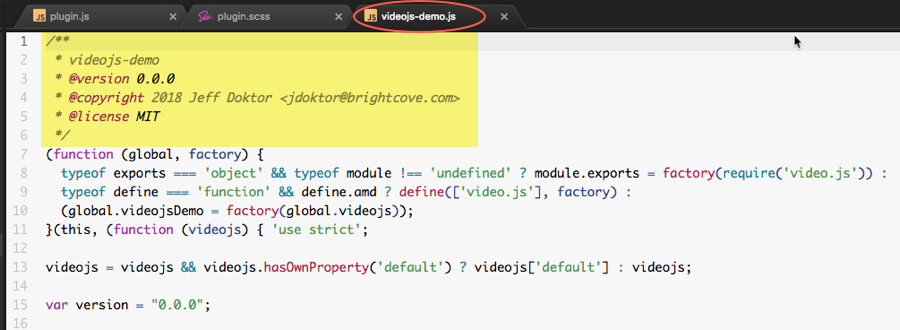 JS plugin.js × Sass plugin.scss × JS videojs-demo.js ×
1 /**
2  * videojs-demo
3  * @version 0.0.0
4  * @copyright 2018 Jeff Doktor <jdoktor@brightcove.com>
5  * @license MIT
6  */
7 (function (global, factory) {
8   typeof exports === 'object' && typeof module !== 'undefined' ? module.exports = factory(require('video.js')) :
9   typeof define === 'function' && define.amd ? define(['video.js'], factory) :
10   (global.videojsDemo = factory(global.videojs));
11 }(this, (function (videojs) { 'use strict';
12
13 videojs = videojs && videojs.hasOwnProperty('default') ? videojs['default'] : videojs;
14
15 var version = "0.0.0";
16